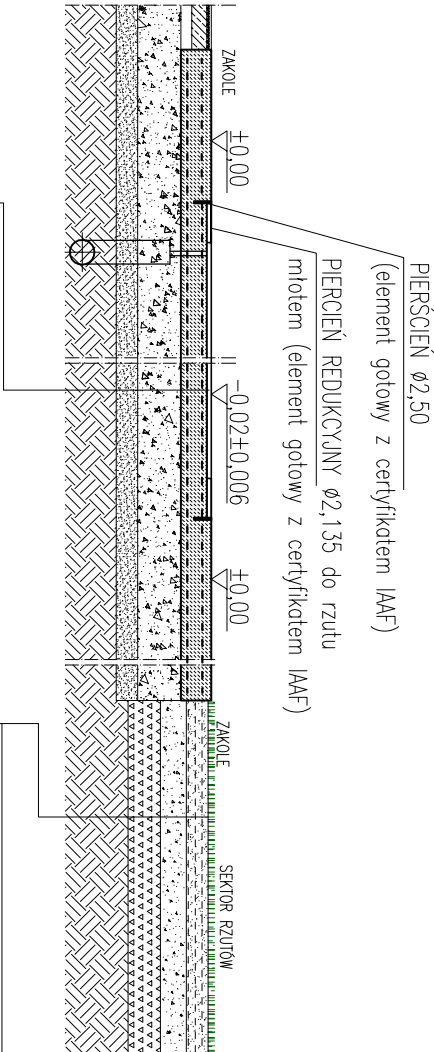 PIERŚCIEŃ ø2,50
(element gotowy z certyfikatem IAAF)
PIERCIEŃ REDUKCYJNY ø2,135 do rzutu
młotem (element gotowy z certyfikatem IAAF)
ZAKOLE
±0,00
-0,02±0,006
±0,00
ZAKOLE
SEKTOR RZUTÓW